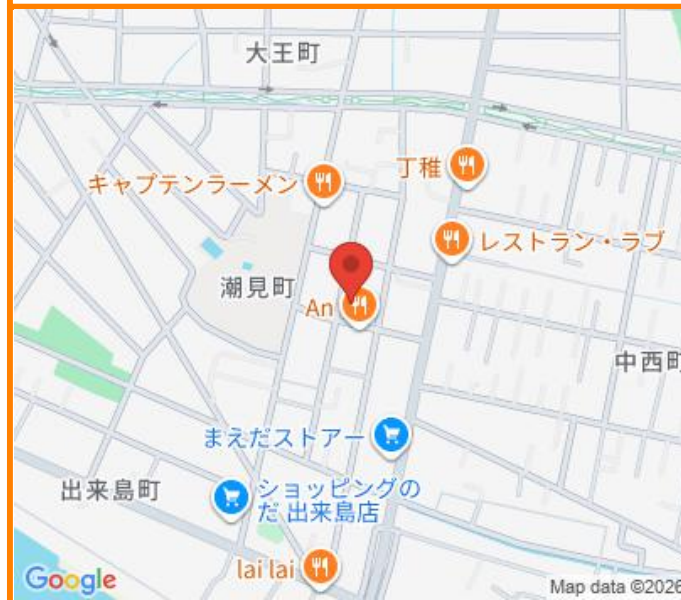 大王町
キャプテンラーメン
丁稚
レストラン・ラブ
潮見町
An
中西町
まえだストアー
出来島町
ショッピングの
だ 出来島店
lai lai
Google
Map data ©2026